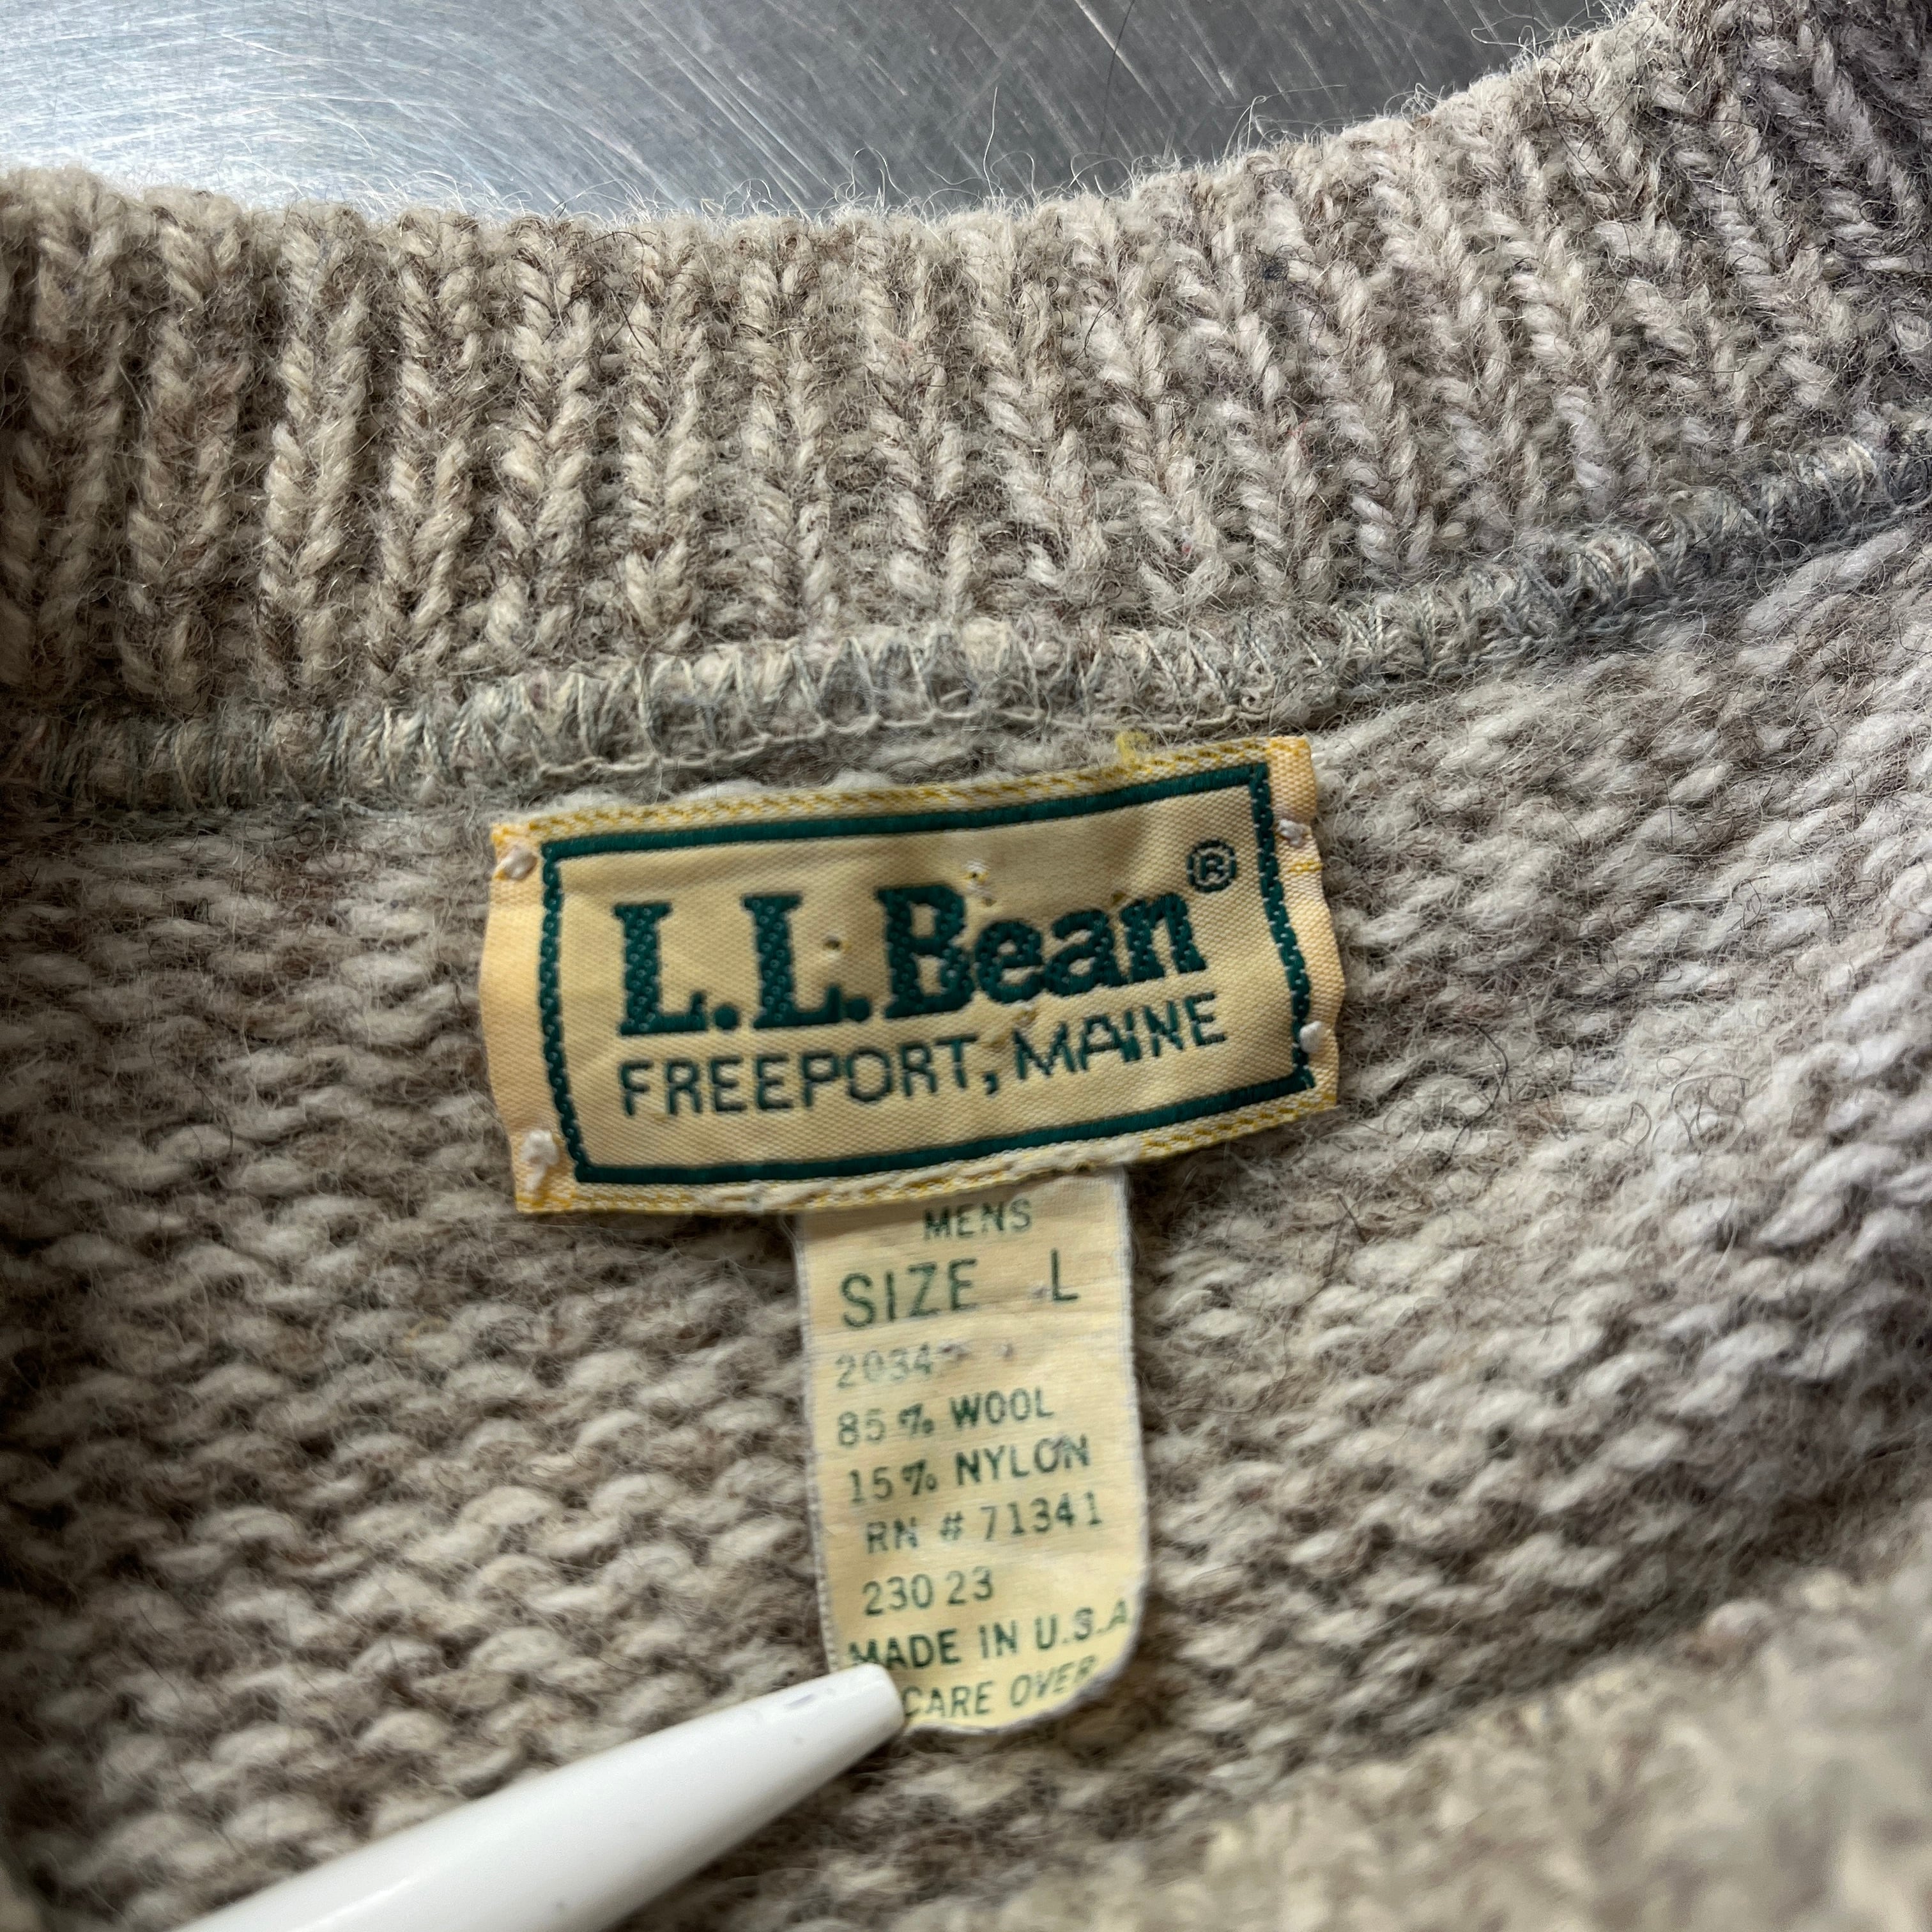 L.L.Bean®
FREEPORT, MAINE
MENS
SIZE L
85% WOOL
15% NYLON
RN # 71341
230 23
MADE IN U.S.A
CARE OVER